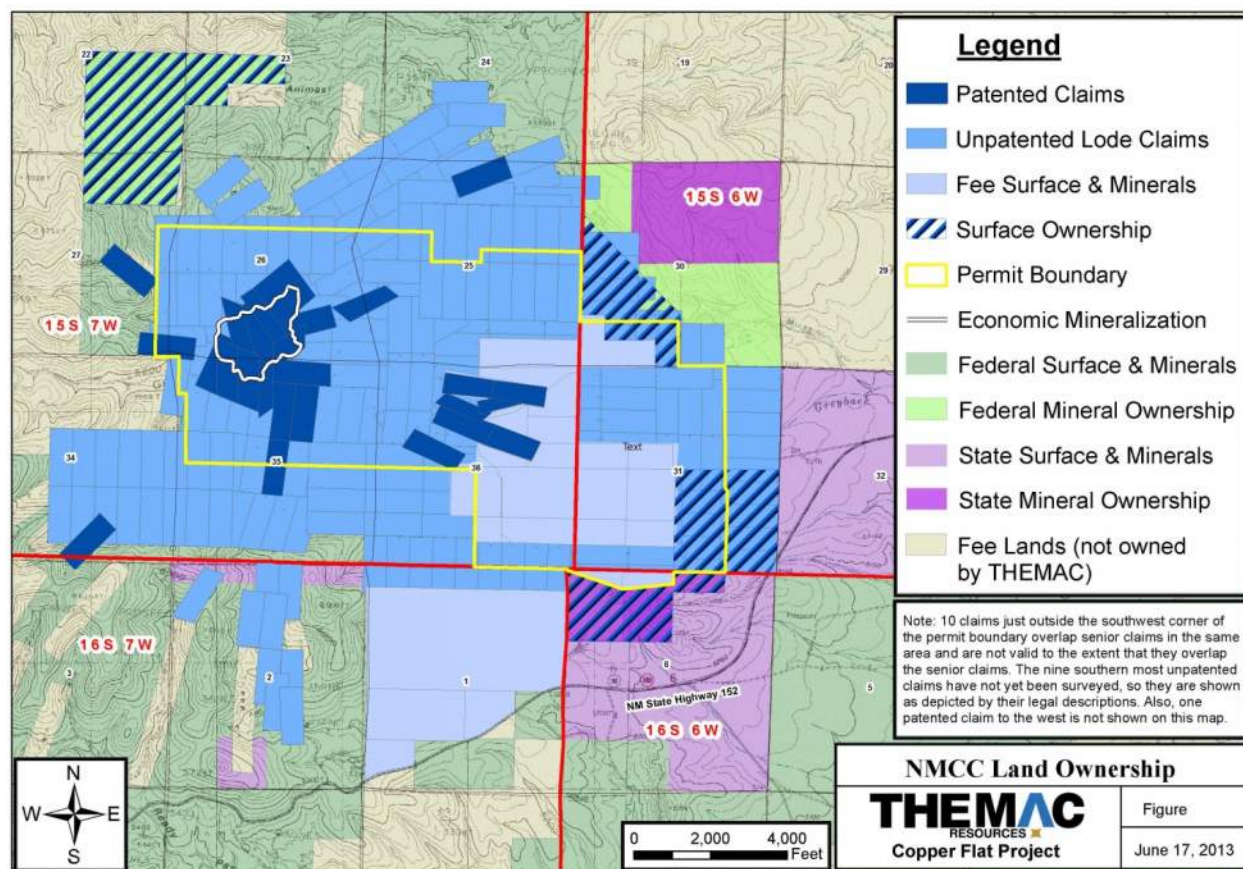 22
23
24
19
20
15S 6W
27
26
25
30
29
15S 7W
34
35
36
Text
31
32
16S 7W
3
2
1
6
5
NM State Highway 152
16S 6W
N
W E
S
0 2,000 4,000
Feet
Legend
Patented Claims
Unpatented Lode Claims
Fee Surface & Minerals
Surface Ownership
Permit Boundary
Economic Mineralization
Federal Surface & Minerals
Federal Mineral Ownership
State Surface & Minerals
State Mineral Ownership
Fee Lands (not owned
by THEMAC)
Note: 10 claims just outside the southwest corner of
the permit boundary overlap senior claims in the same
area and are not valid to the extent that they overlap
the senior claims. The nine southern most unpatented
claims have not yet been surveyed, so they are shown
as depicted by their legal descriptions. Also, one
patented claim to the west is not shown on this map.
NMCC Land Ownership
THEMAC
RESOURCES
Copper Flat Project
Figure
June 17, 2013